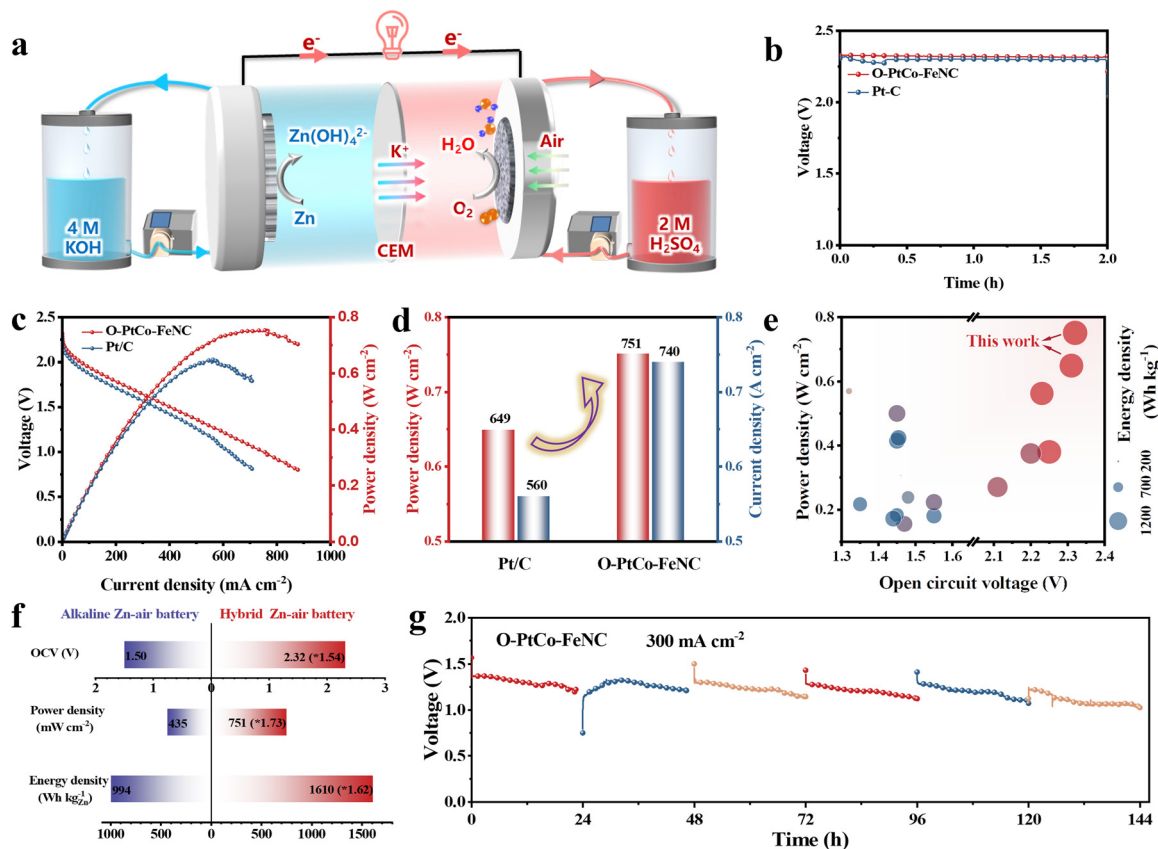 a
e⁻
e⁻
Zn(OH)₄²⁻
K⁺
H₂O
Air
Zn
O₂
CEM
4 M
KOH
2 M
H₂SO₄
b
Voltage (V)
2.5
2.0
1.5
1.0
O-PtCo-FeNC
Pt-C
0.0
0.5
1.0
1.5
2.0
Time (h)
c
Voltage (V)
2.5
2.0
1.5
1.0
0.5
0.0
O-PtCo-FeNC
Pt/C
0.8
0.7
0.6
0.5
0.4
0.3
0.2
0.1
0.0
Power density (W cm⁻²)
0
200
400
600
800
1000
Current density (mA cm⁻²)
d
Power density (W cm⁻²)
0.8
0.7
0.6
0.5
649
560
751
740
0.8
0.7
0.6
0.5
Current density (A cm⁻²)
Pt/C
O-PtCo-FeNC
e
Power density (W cm⁻²)
0.8
0.6
0.4
0.2
This work
1.3
1.4
1.5
1.6
2.1
2.2
2.3
2.4
Open circuit voltage (V)
Energy density
(Wh kg⁻¹)
1200 700 200
f
Alkaline Zn-air battery
Hybrid Zn-air battery
OCV (V)
1.50
2.32 (*1.54)
2
1
0
1
2
3
Power density
(mW cm⁻²)
435
751 (*1.73)
Energy density
(Wh kg⁻¹Zn)
994
1610 (*1.62)
1000
500
0
500
1000
1500
g
O-PtCo-FeNC
300 mA cm⁻²
Voltage (V)
2.0
1.5
1.0
0.5
0.0
0
24
48
72
96
120
144
Time (h)